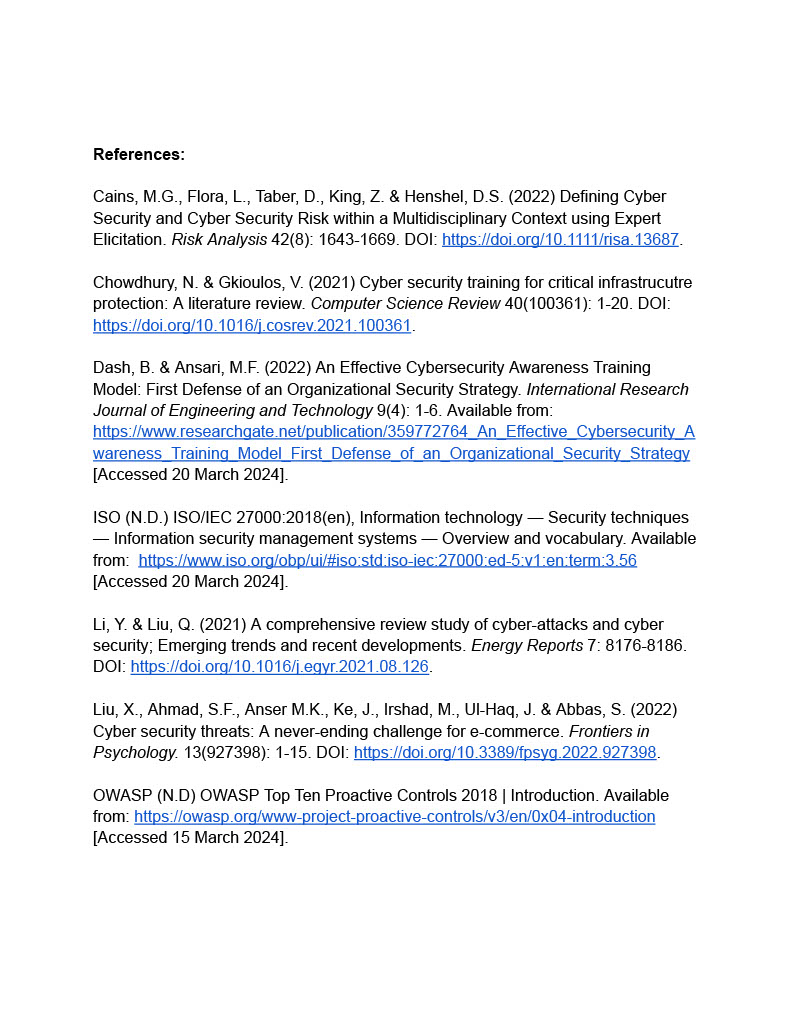 References:
Cains, M.G., Flora, L., Taber, D., King, Z. & Henshel, D.S. (2022) Defining Cyber
Security and Cyber Security Risk within a Multidisciplinary Context using Expert
Elicitation. Risk Analysis 42(8): 1643-1669. DOI: https://doi.org/10.1111/risa.13687.
Chowdhury, N. & Gkioulos, V. (2021) Cyber security training for critical infrastrucutre
protection: A literature review. Computer Science Review 40(100361): 1-20. DOI:
https://doi.org/10.1016/j.cosrev.2021.100361.
Dash, B. & Ansari, M.F. (2022) An Effective Cybersecurity Awareness Training
Model: First Defense of an Organizational Security Strategy. International Research
Journal of Engineering and Technology 9(4): 1-6. Available from:
https://www.researchgate.net/publication/359772764_An_Effective_Cybersecurity_A
wareness_Training_Model_First_Defense_of_an_Organizational_Security_Strategy
[Accessed 20 March 2024].
ISO (N.D.) ISO/IEC 27000:2018(en), Information technology — Security techniques
— Information security management systems — Overview and vocabulary. Available
from:  https://www.iso.org/obp/ui/#iso:std:iso-iec:27000:ed-5:v1:en:term:3.56
[Accessed 20 March 2024].
Li, Y. & Liu, Q. (2021) A comprehensive review study of cyber-attacks and cyber
security; Emerging trends and recent developments. Energy Reports 7: 8176-8186.
DOI: https://doi.org/10.1016/j.egyr.2021.08.126.
Liu, X., Ahmad, S.F., Anser M.K., Ke, J., Irshad, M., Ul-Haq, J. & Abbas, S. (2022)
Cyber security threats: A never-ending challenge for e-commerce. Frontiers in
Psychology. 13(927398): 1-15. DOI: https://doi.org/10.3389/fpsyg.2022.927398.
OWASP (N.D) OWASP Top Ten Proactive Controls 2018 | Introduction. Available
from: https://owasp.org/www-project-proactive-controls/v3/en/0x04-introduction
[Accessed 15 March 2024].